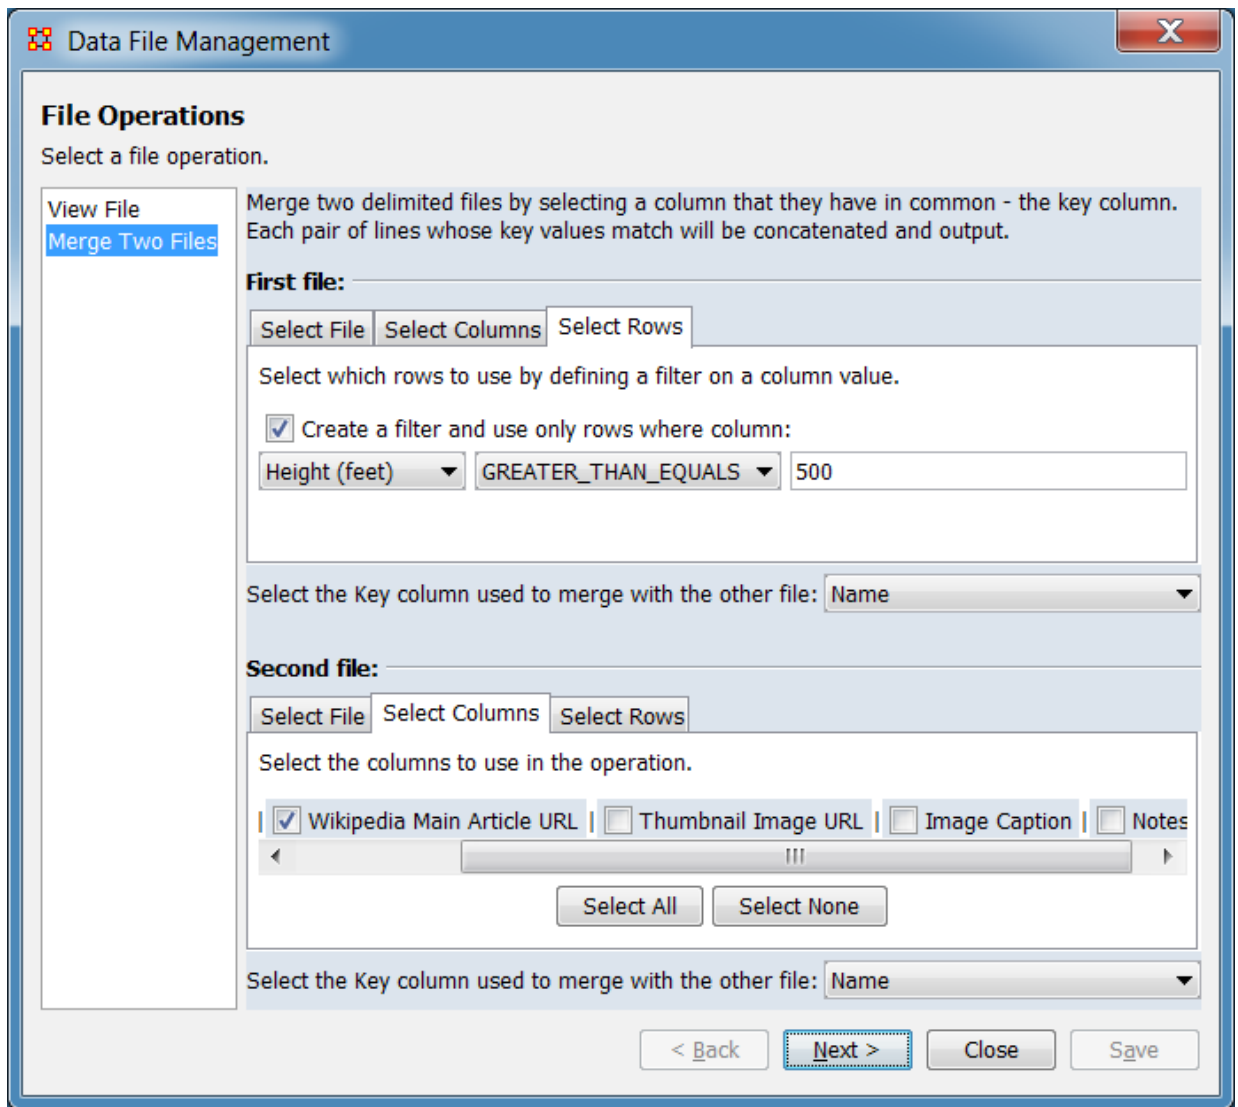 Data File Management
X
File Operations
Select a file operation.
View File
Merge Two Files
Merge two delimited files by selecting a column that they have in common - the key column.
Each pair of lines whose key values match will be concatenated and output.
First file:
Select File Select Columns Select Rows
Select which rows to use by defining a filter on a column value.
Create a filter and use only rows where column:
Height (feet) GREATER_THAN_EQUALS 500
Select the Key column used to merge with the other file: Name
Second file:
Select File Select Columns Select Rows
Select the columns to use in the operation.
| Wikipedia Main Article URL | Thumbnail Image URL | Image Caption | Notes
Select All Select None
Select the Key column used to merge with the other file: Name
< Back Next > Close Save